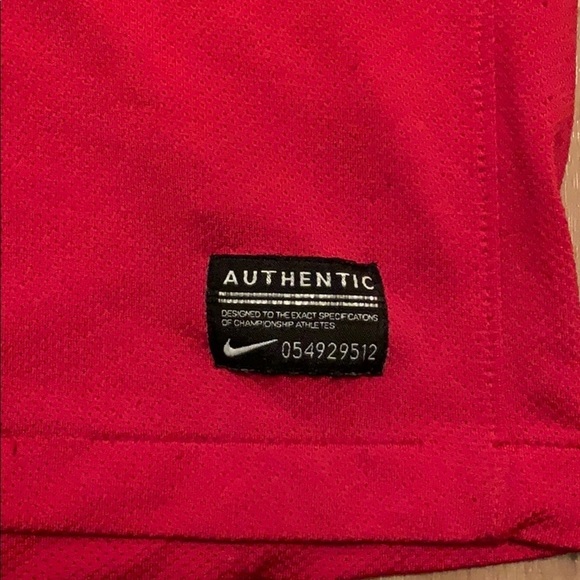 AUTHENTIC
DESIGNED TO THE EXACT SPECIFICATIONS
OF CHAMPIONSHIP ATHLETES
054929512